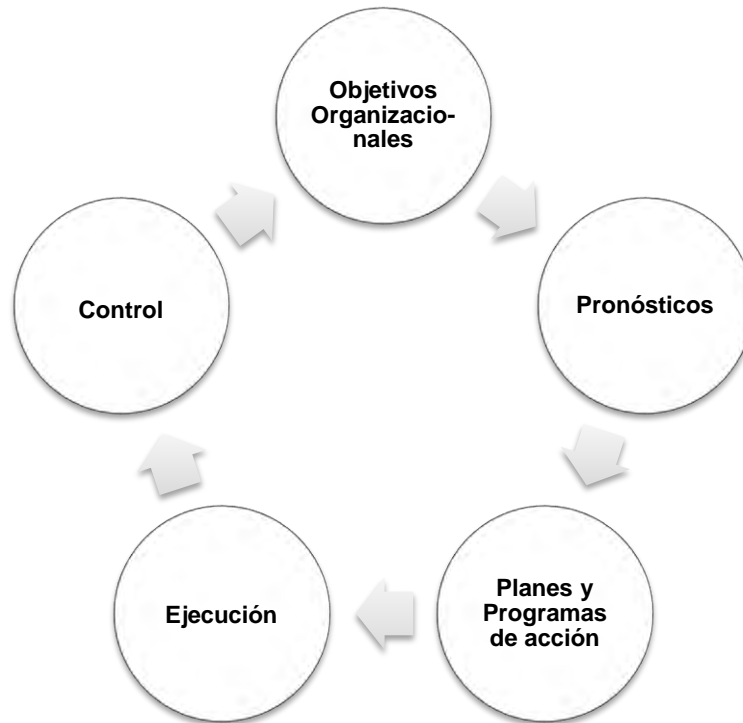 Objetivos
Organizacio-
nales
Pronósticos
Planes y
Programas
de acción
Ejecución
Control